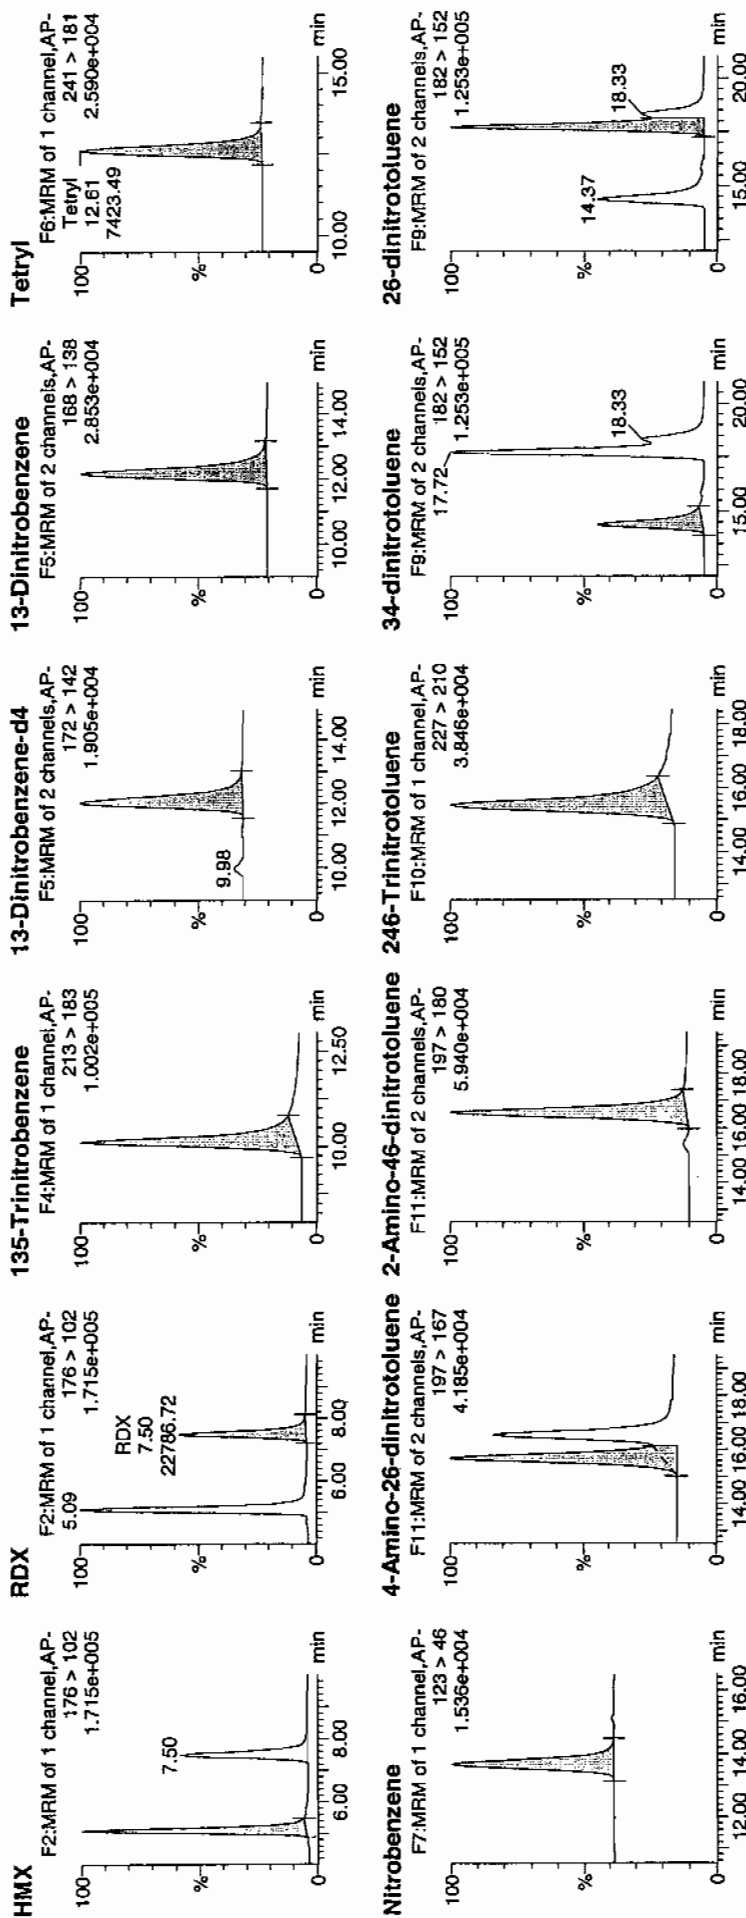 HMX
F2:MRM of 1 channel,AP-
176 > 102
1.715e+005
100
%
0
7.50
6.00 8.00 min
RDX
F2:MRM of 1 channel,AP-
5.09 176 > 102
1.715e+005
100
%
0
RDX
7.50
22786.72
6.00 8.00 min
135-Trinitrobenzene
F4:MRM of 1 channel,AP-
213 > 183
1.002e+005
100
%
0
10.00 12.50 min
13-Dinitrobenzene-d4
F5:MRM of 2 channels,AP-
172 > 142
1.905e+004
100
%
0
9.98
10.00 12.00 14.00 min
13-Dinitrobenzene
F5:MRM of 2 channels,AP-
168 > 138
2.853e+004
100
%
0
10.00 12.00 14.00 min
Tetryl
F6:MRM of 1 channel,AP-
Tetryl 241 > 181
12.61 2.590e+004
7423.49
100
%
0
10.00 15.00 min
Nitrobenzene
F7:MRM of 1 channel,AP-
123 > 46
1.536e+004
100
%
0
12.00 14.00 16.00 min
4-Amino-26-dinitrotoluene
F11:MRM of 2 channels,AP-
197 > 167
4.185e+004
100
%
0
14.00 16.00 18.00 min
2-Amino-46-dinitrotoluene
F11:MRM of 2 channels,AP-
197 > 180
5.940e+004
100
%
0
14.00 16.00 18.00 min
246-Trinitrotoluene
F10:MRM of 1 channel,AP-
227 > 210
3.846e+004
100
%
0
14.00 16.00 18.00 min
34-dinitrotoluene
F9:MRM of 2 channels,AP-
17.72 182 > 152
1.253e+005
100
%
0
18.33
15.00 20.00 min
26-dinitrotoluene
F9:MRM of 2 channels,AP-
182 > 152
1.253e+005
100
%
0
14.37
18.33
15.00 20.00 min